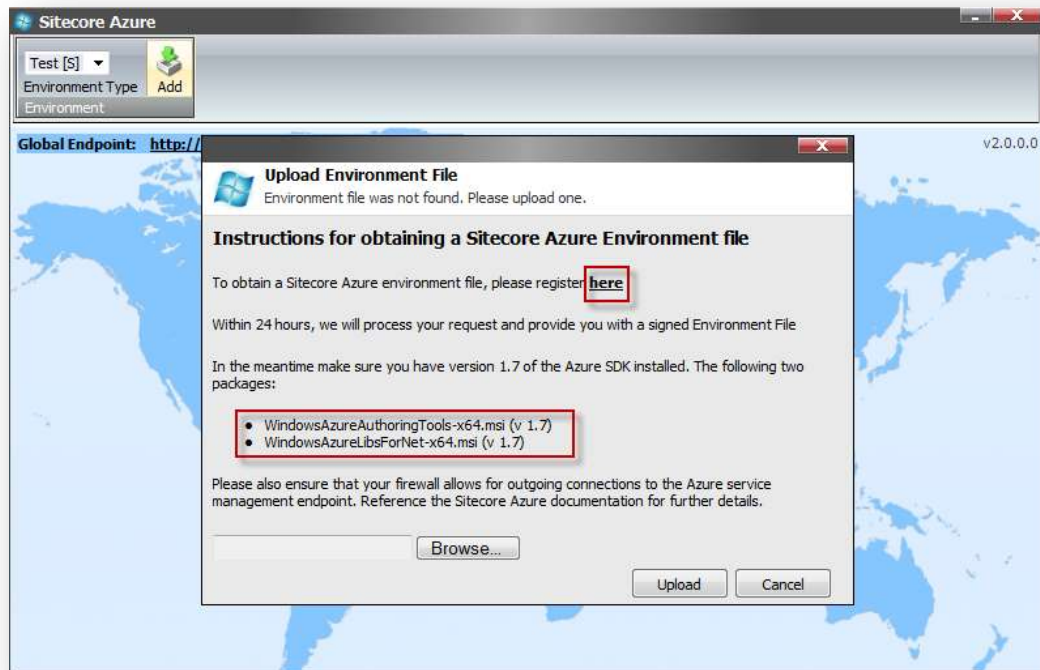 Sitecore Azure
Test [S]
Environment Type Add
Environment
Global Endpoint: http://
v2.0.0.0
Upload Environment File
Environment file was not found. Please upload one.
Instructions for obtaining a Sitecore Azure Environment file
To obtain a Sitecore Azure environment file, please register here
Within 24 hours, we will process your request and provide you with a signed Environment File
In the meantime make sure you have version 1.7 of the Azure SDK installed. The following two
packages:
• WindowsAzureAuthoringTools-x64.msi (v 1.7)
• WindowsAzureLibsForNet-x64.msi (v 1.7)
Please also ensure that your firewall allows for outgoing connections to the Azure service
management endpoint. Reference the Sitecore Azure documentation for further details.
Browse...
Upload Cancel